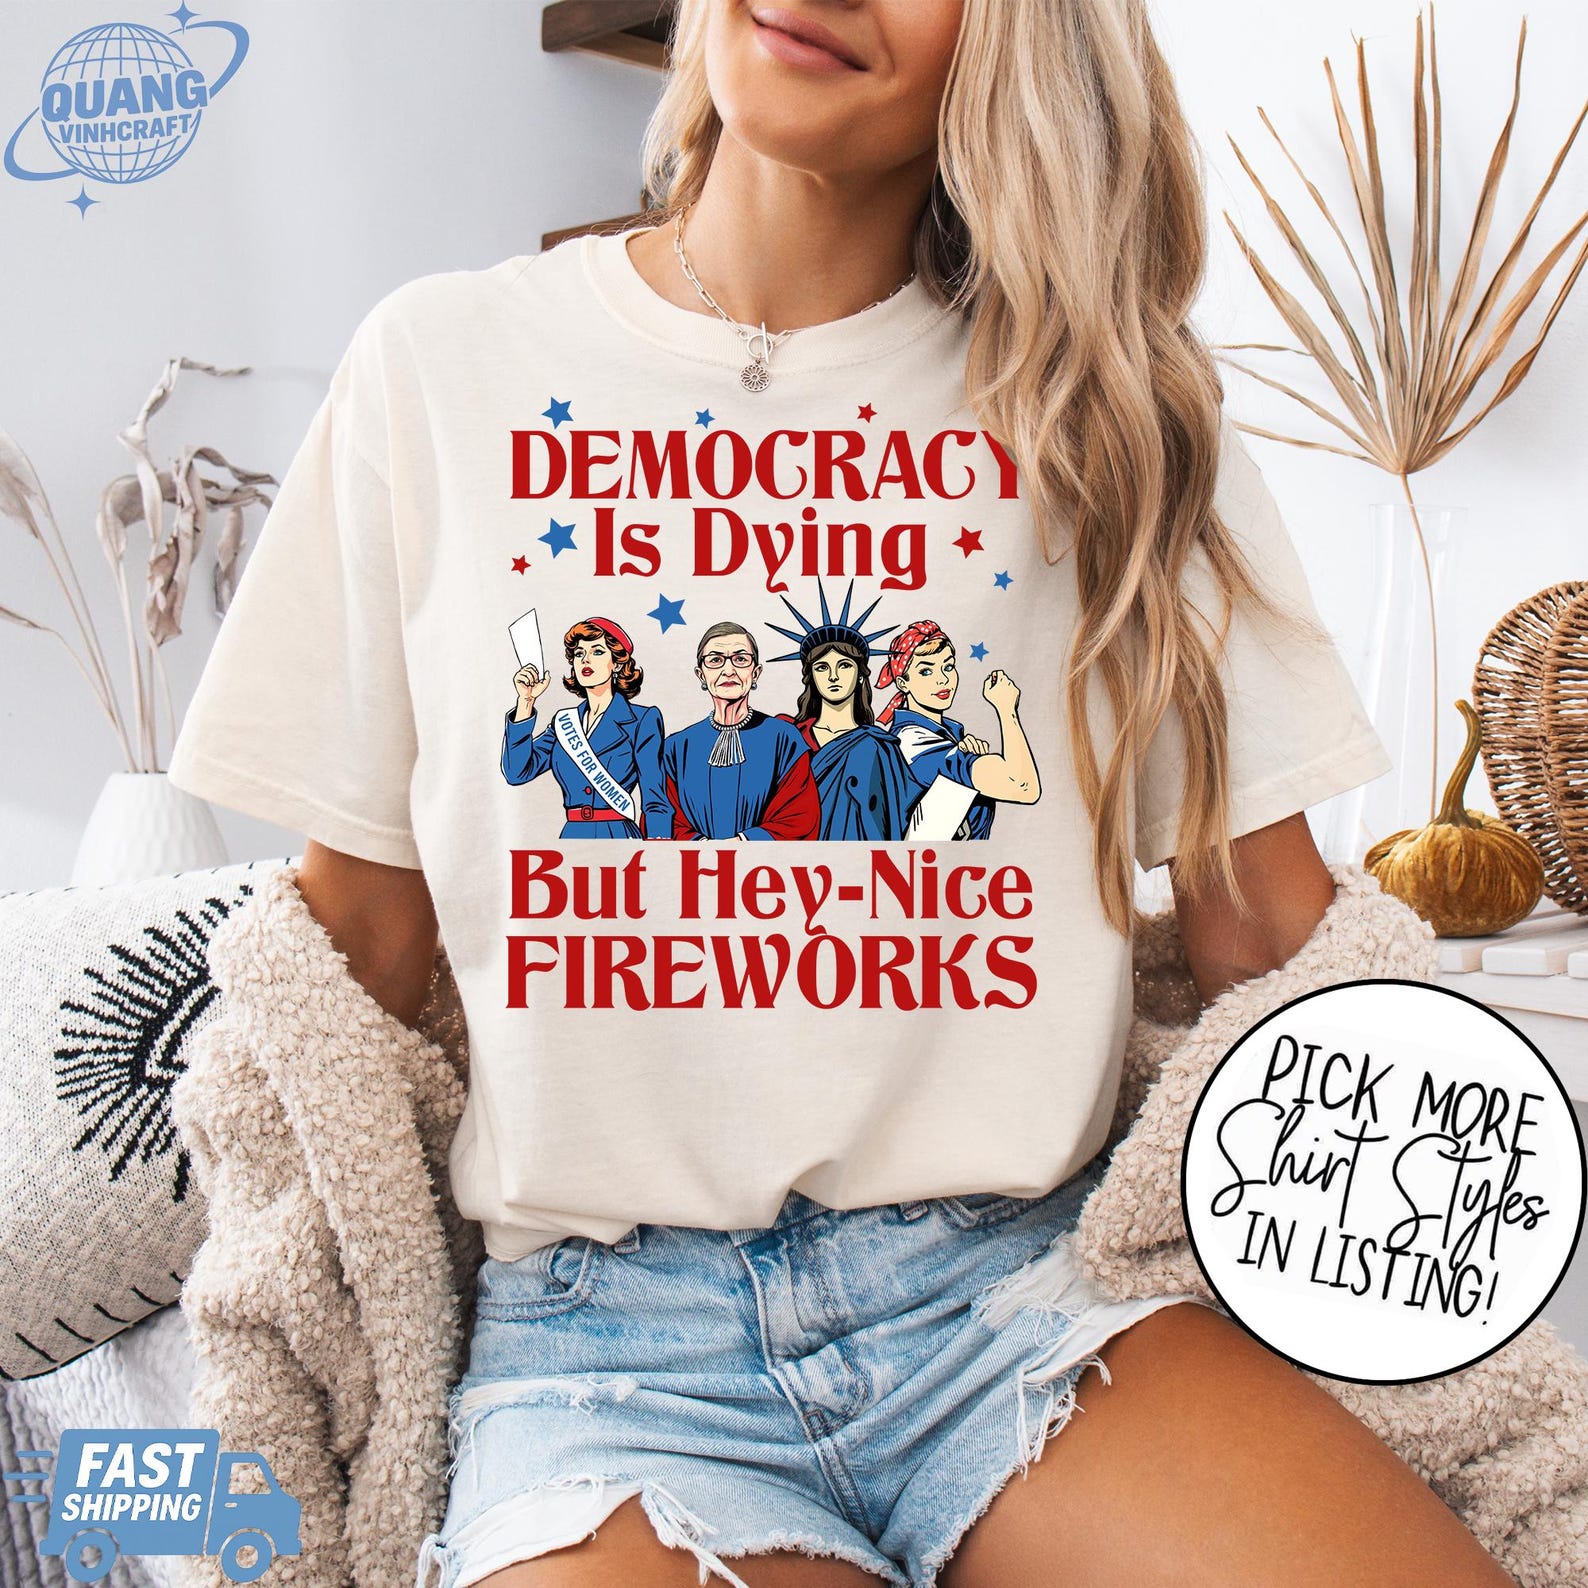 QUANG
VINHCRAFT
DEMOCRACY
Is Dying
VOTES FOR WOMEN
But Hey-Nice
FIREWORKS
PICK MORE
Shirt Styles
IN LISTING!
FAST
SHIPPING